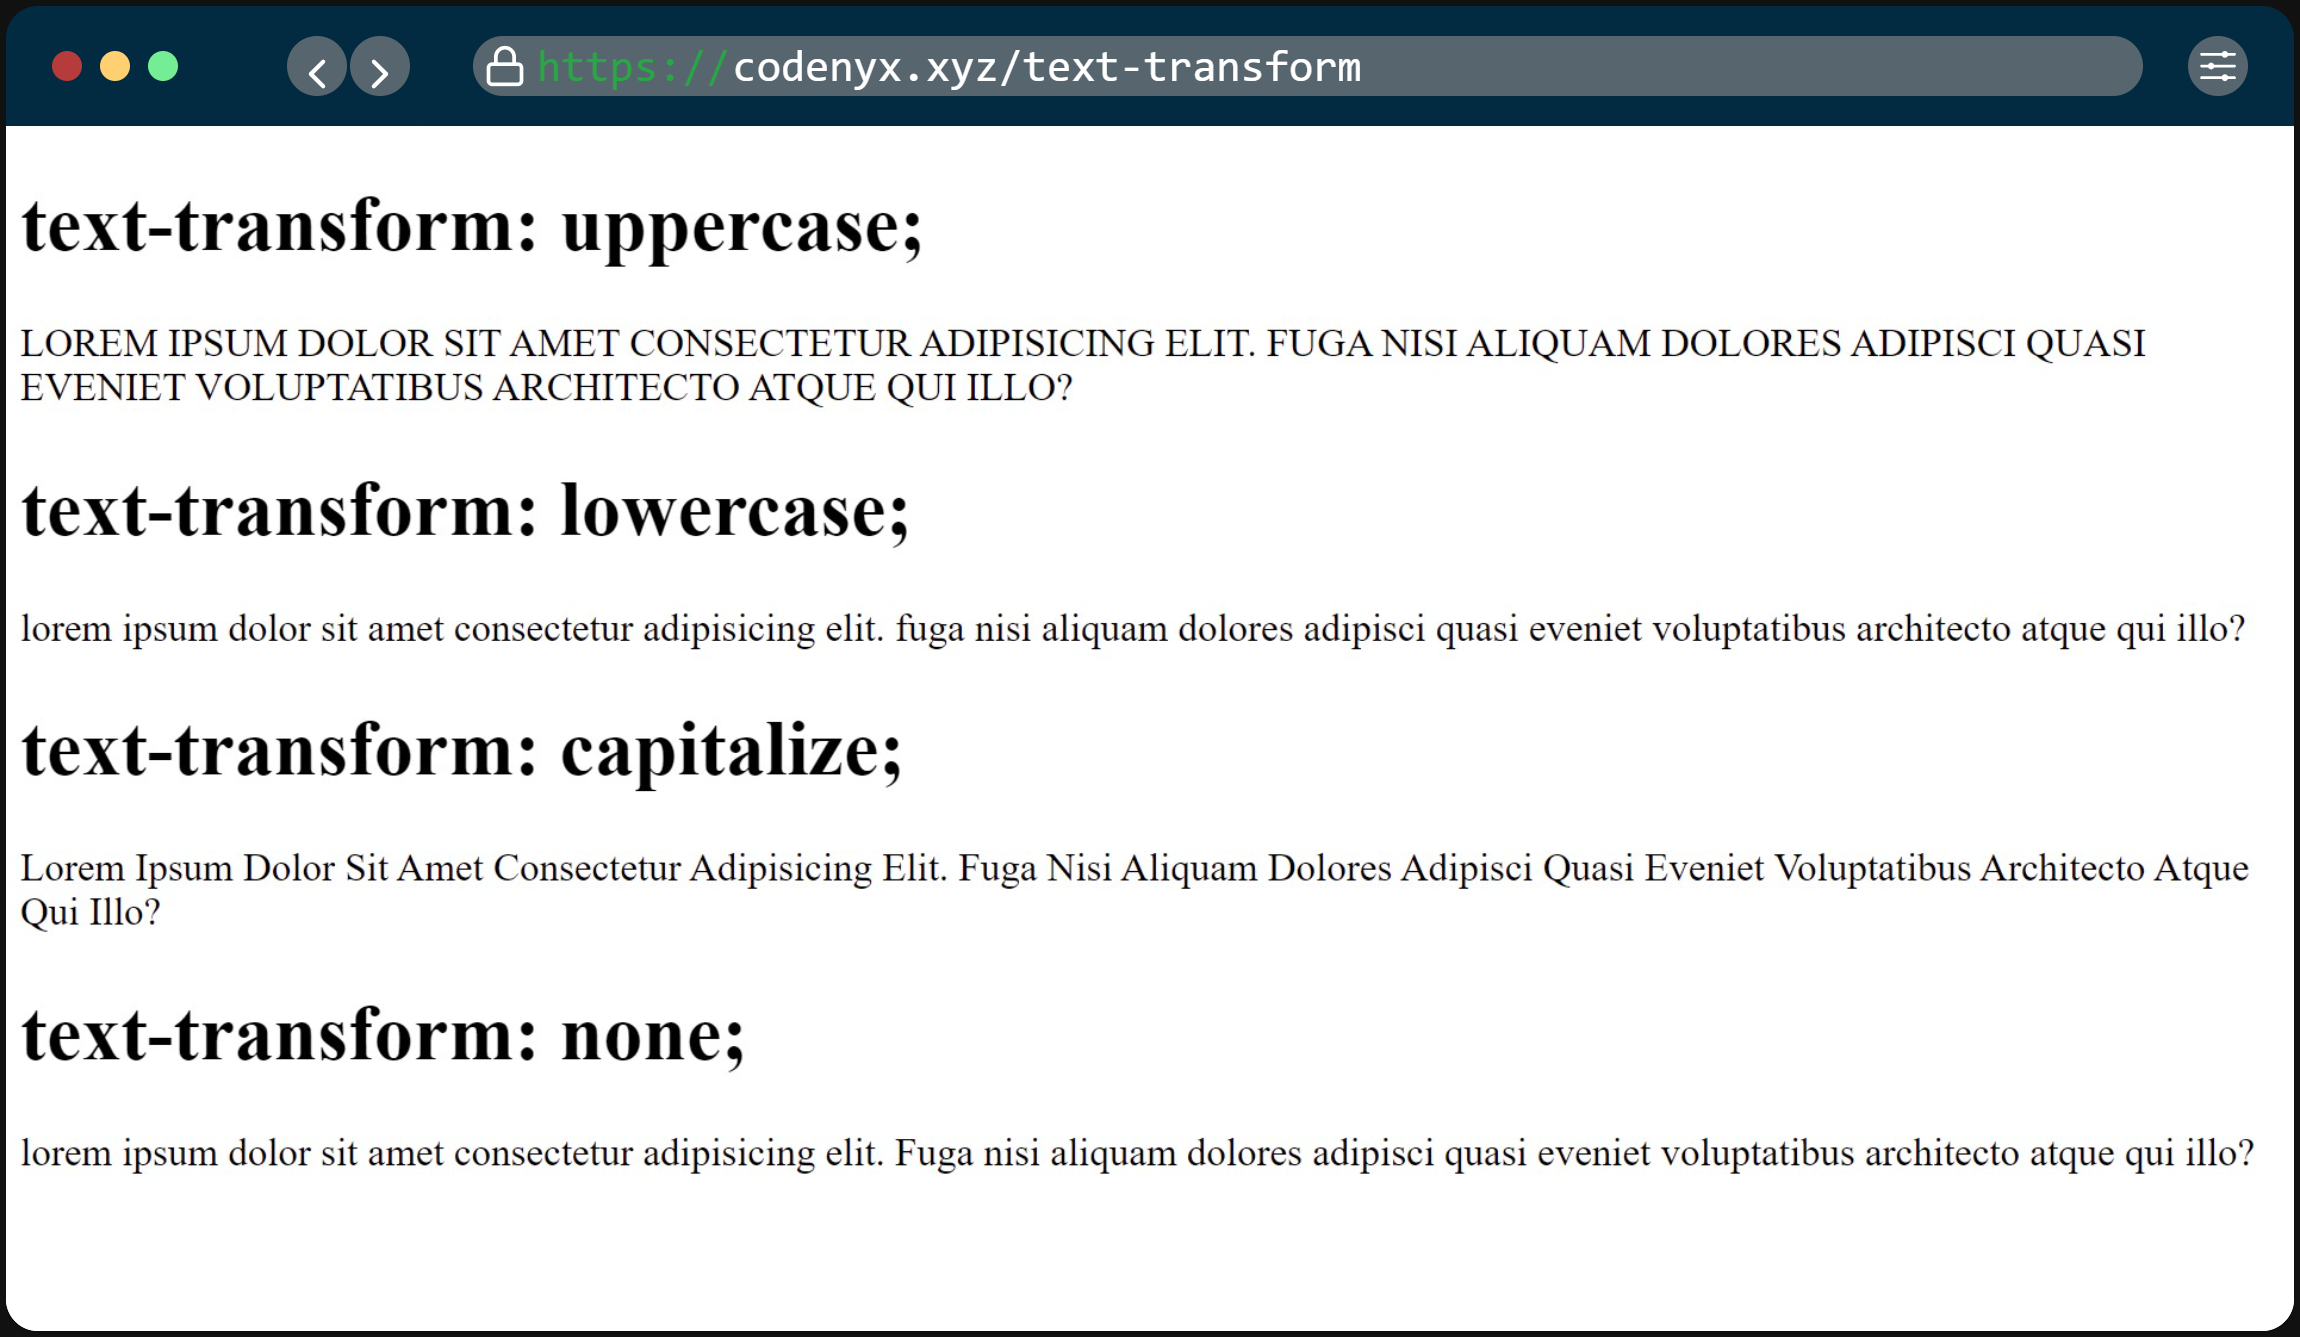 https://codenyx.xyz/text-transform
text-transform: uppercase;
LOREM IPSUM DOLOR SIT AMET CONSECTETUR ADIPISICING ELIT. FUGA NISI ALIQUAM DOLORES ADIPISCI QUASI
EVENIET VOLUPTATIBUS ARCHITECTO ATQUE QUI ILLO?
text-transform: lowercase;
lorem ipsum dolor sit amet consectetur adipisicing elit. fuga nisi aliquam dolores adipisci quasi eveniet voluptatibus architecto atque qui illo?
text-transform: capitalize;
Lorem Ipsum Dolor Sit Amet Consectetur Adipisicing Elit. Fuga Nisi Aliquam Dolores Adipisci Quasi Eveniet Voluptatibus Architecto Atque
Qui Illo?
text-transform: none;
lorem ipsum dolor sit amet consectetur adipisicing elit. Fuga nisi aliquam dolores adipisci quasi eveniet voluptatibus architecto atque qui illo?